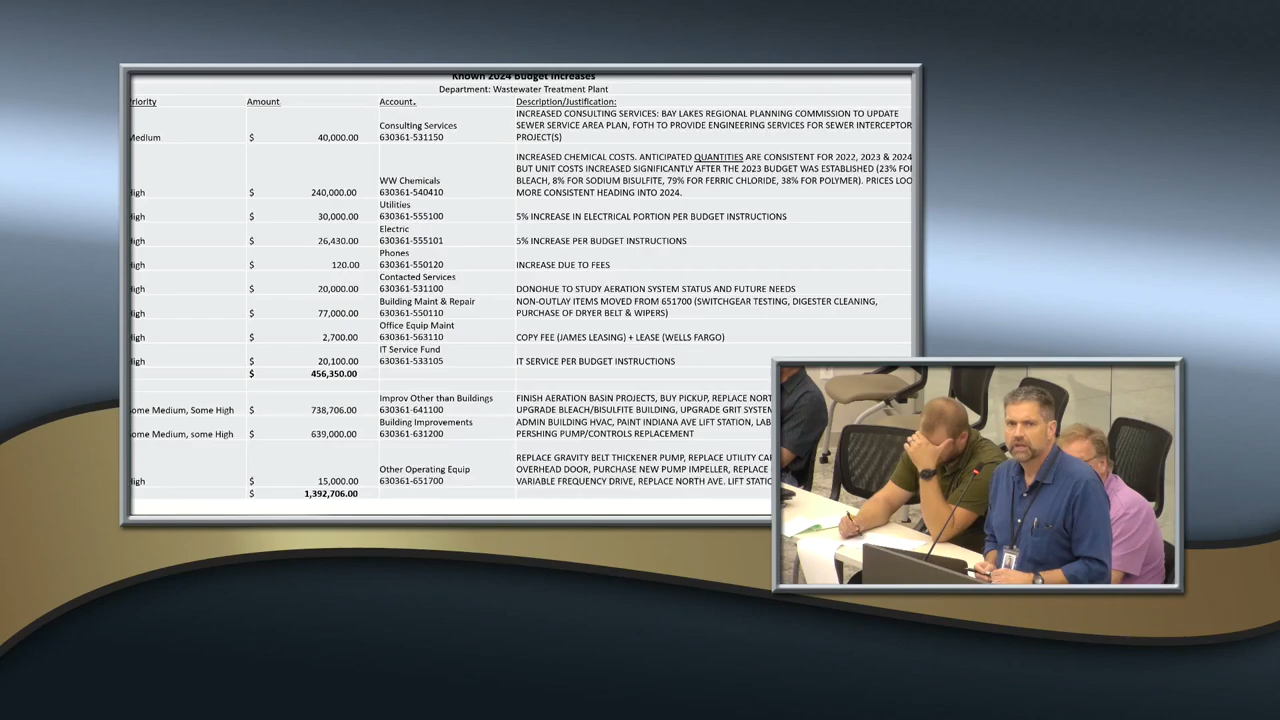 Known 2024 Budget Increases
Department: Wastewater Treatment Plant
Priority Amount Account. Description/Justification:
INCREASED CONSULTING SERVICES: BAY LAKES REGIONAL PLANNING COMMISSION TO UPDATE
Consulting Services SEWER SERVICE AREA PLAN, FOTH TO PROVIDE ENGINEERING SERVICES FOR SEWER INTERCEPTOR
Medium $ 40,000.00 630361-531150 PROJECT(S)
INCREASED CHEMICAL COSTS. ANTICIPATED QUANTITIES ARE CONSISTENT FOR 2022, 2023 & 2024
BUT UNIT COSTS INCREASED SIGNIFICANTLY AFTER THE 2023 BUDGET WAS ESTABLISHED (23% FOR
WW Chemicals BLEACH, 8% FOR SODIUM BISULFITE, 79% FOR FERRIC CHLORIDE, 38% FOR POLYMER). PRICES LOO
High $ 240,000.00 630361-540410 MORE CONSISTENT HEADING INTO 2024.
Utilities
High $ 30,000.00 630361-555100 5% INCREASE IN ELECTRICAL PORTION PER BUDGET INSTRUCTIONS
Electric
High $ 26,430.00 630361-555101 5% INCREASE PER BUDGET INSTRUCTIONS
Phones
High $ 120.00 630361-550120 INCREASE DUE TO FEES
Contacted Services
High $ 20,000.00 630361-531100 DONOHUE TO STUDY AERATION SYSTEM STATUS AND FUTURE NEEDS
Building Maint & Repair NON-OUTLAY ITEMS MOVED FROM 651700 (SWITCHGEAR TESTING, DIGESTER CLEANING,
High $ 77,000.00 630361-550110 PURCHASE OF DRYER BELT & WIPERS)
Office Equip Maint
High $ 2,700.00 630361-563110 COPY FEE (JAMES LEASING) + LEASE (WELLS FARGO)
IT Service Fund
High $ 20,100.00 630361-533105 IT SERVICE PER BUDGET INSTRUCTIONS
$ 456,350.00
Improv Other than Buildings FINISH AERATION BASIN PROJECTS, BUY PICKUP, REPLACE NORT
Some Medium, Some High $ 738,706.00 630361-641100 UPGRADE BLEACH/BISULFITE BUILDING, UPGRADE GRIT SYSTEM
Building Improvements ADMIN BUILDING HVAC, PAINT INDIANA AVE LIFT STATION, LAB
Some Medium, some High $ 639,000.00 630361-631200 PERSHING PUMP/CONTROLS REPLACEMENT
REPLACE GRAVITY BELT THICKENER PUMP, REPLACE UTILITY CAR
Other Operating Equip OVERHEAD DOOR, PURCHASE NEW PUMP IMPELLER, REPLACE
High $ 15,000.00 630361-651700 VARIABLE FREQUENCY DRIVE, REPLACE NORTH AVE. LIFT STATIO
$ 1,392,706.00